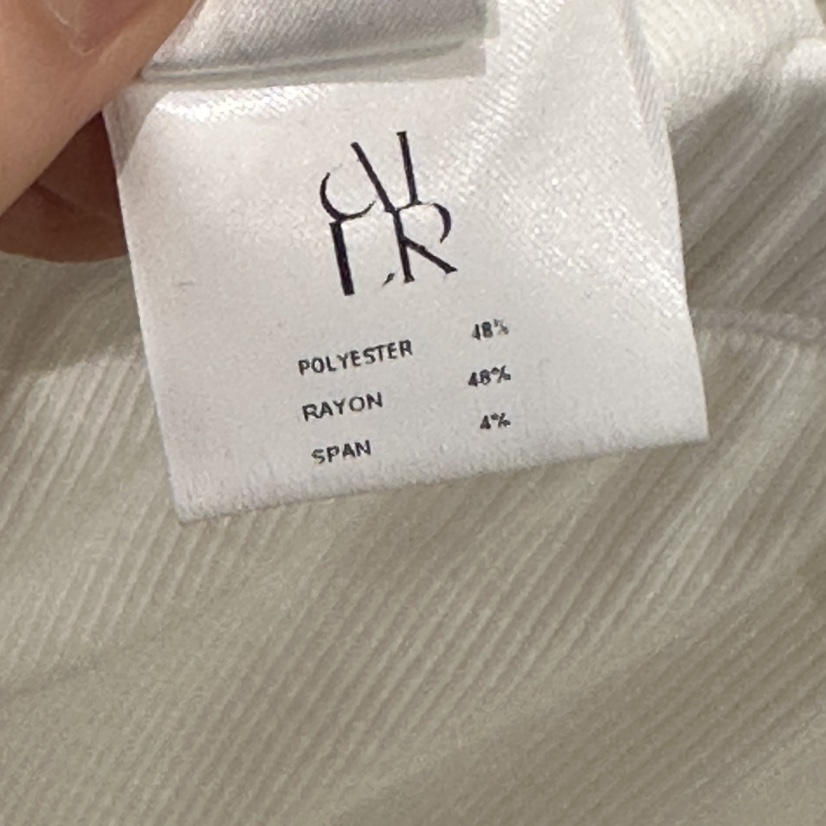 POLYESTER 48%
RAYON 48%
SPAN 4%